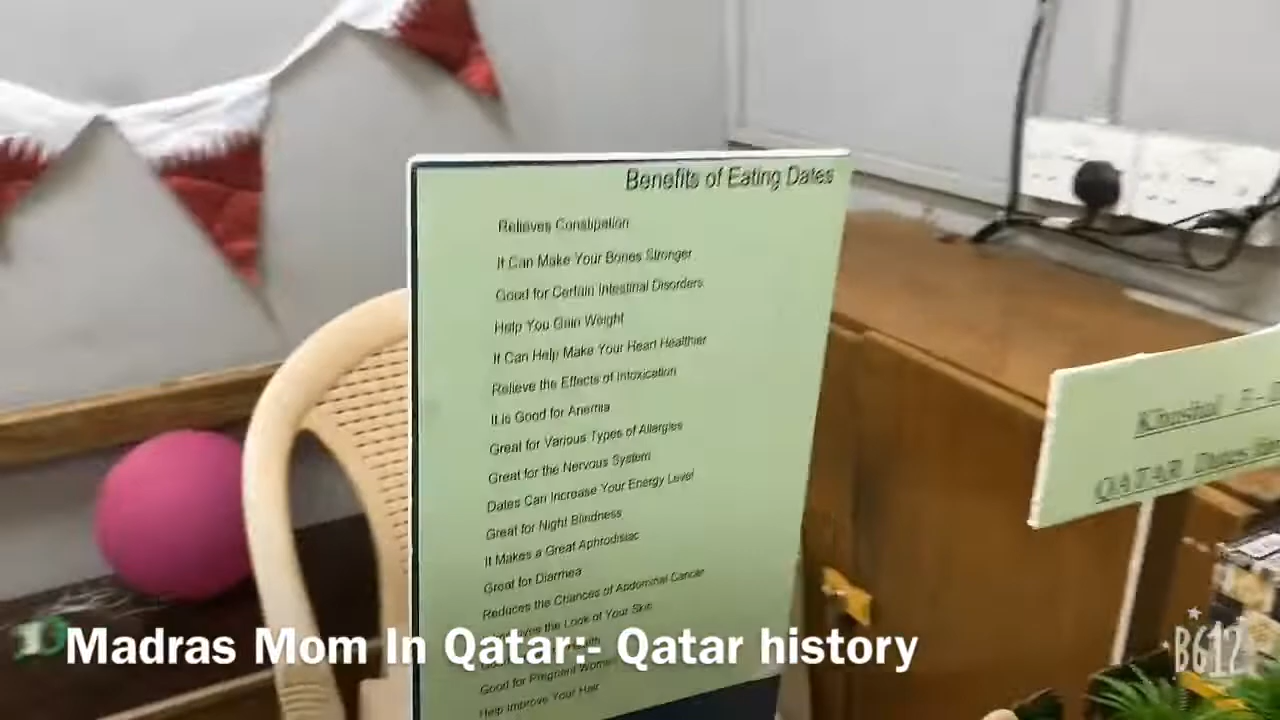 Benefits of Eating Dates
Relieves Constipation
It Can Make Your Bones Stronger
Good for Certain Intestinal Disorders
Help You Gain Weight
It Can Help Make Your Heart Healthier
Relieve the Effects of Intoxication
It is Good for Anemia
Great for Various Types of Allergies
Great for the Nervous System
Dates Can Increase Your Energy Level
Great for Night Blindness
It Makes a Great Aphrodisiac
Great for Diarrhea
Reduces the Chances of Abdominal Cancer
the Look of Your Skin
Good for Pregnant
Help Improve Your Hair
Khushal
QATAR Dates
Madras Mom In Qatar:- Qatar history
B612